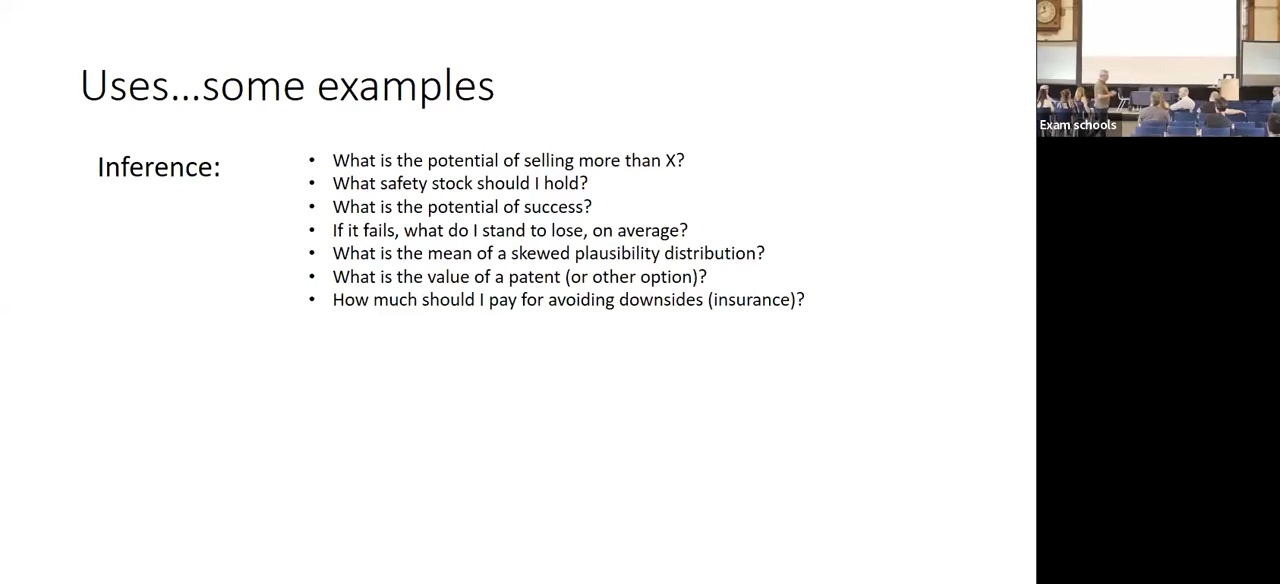 Uses...some examples
Inference:
• What is the potential of selling more than X?
• What safety stock should I hold?
• What is the potential of success?
• If it fails, what do I stand to lose, on average?
• What is the mean of a skewed plausibility distribution?
• What is the value of a patent (or other option)?
• How much should I pay for avoiding downsides (insurance)?
Exam schools